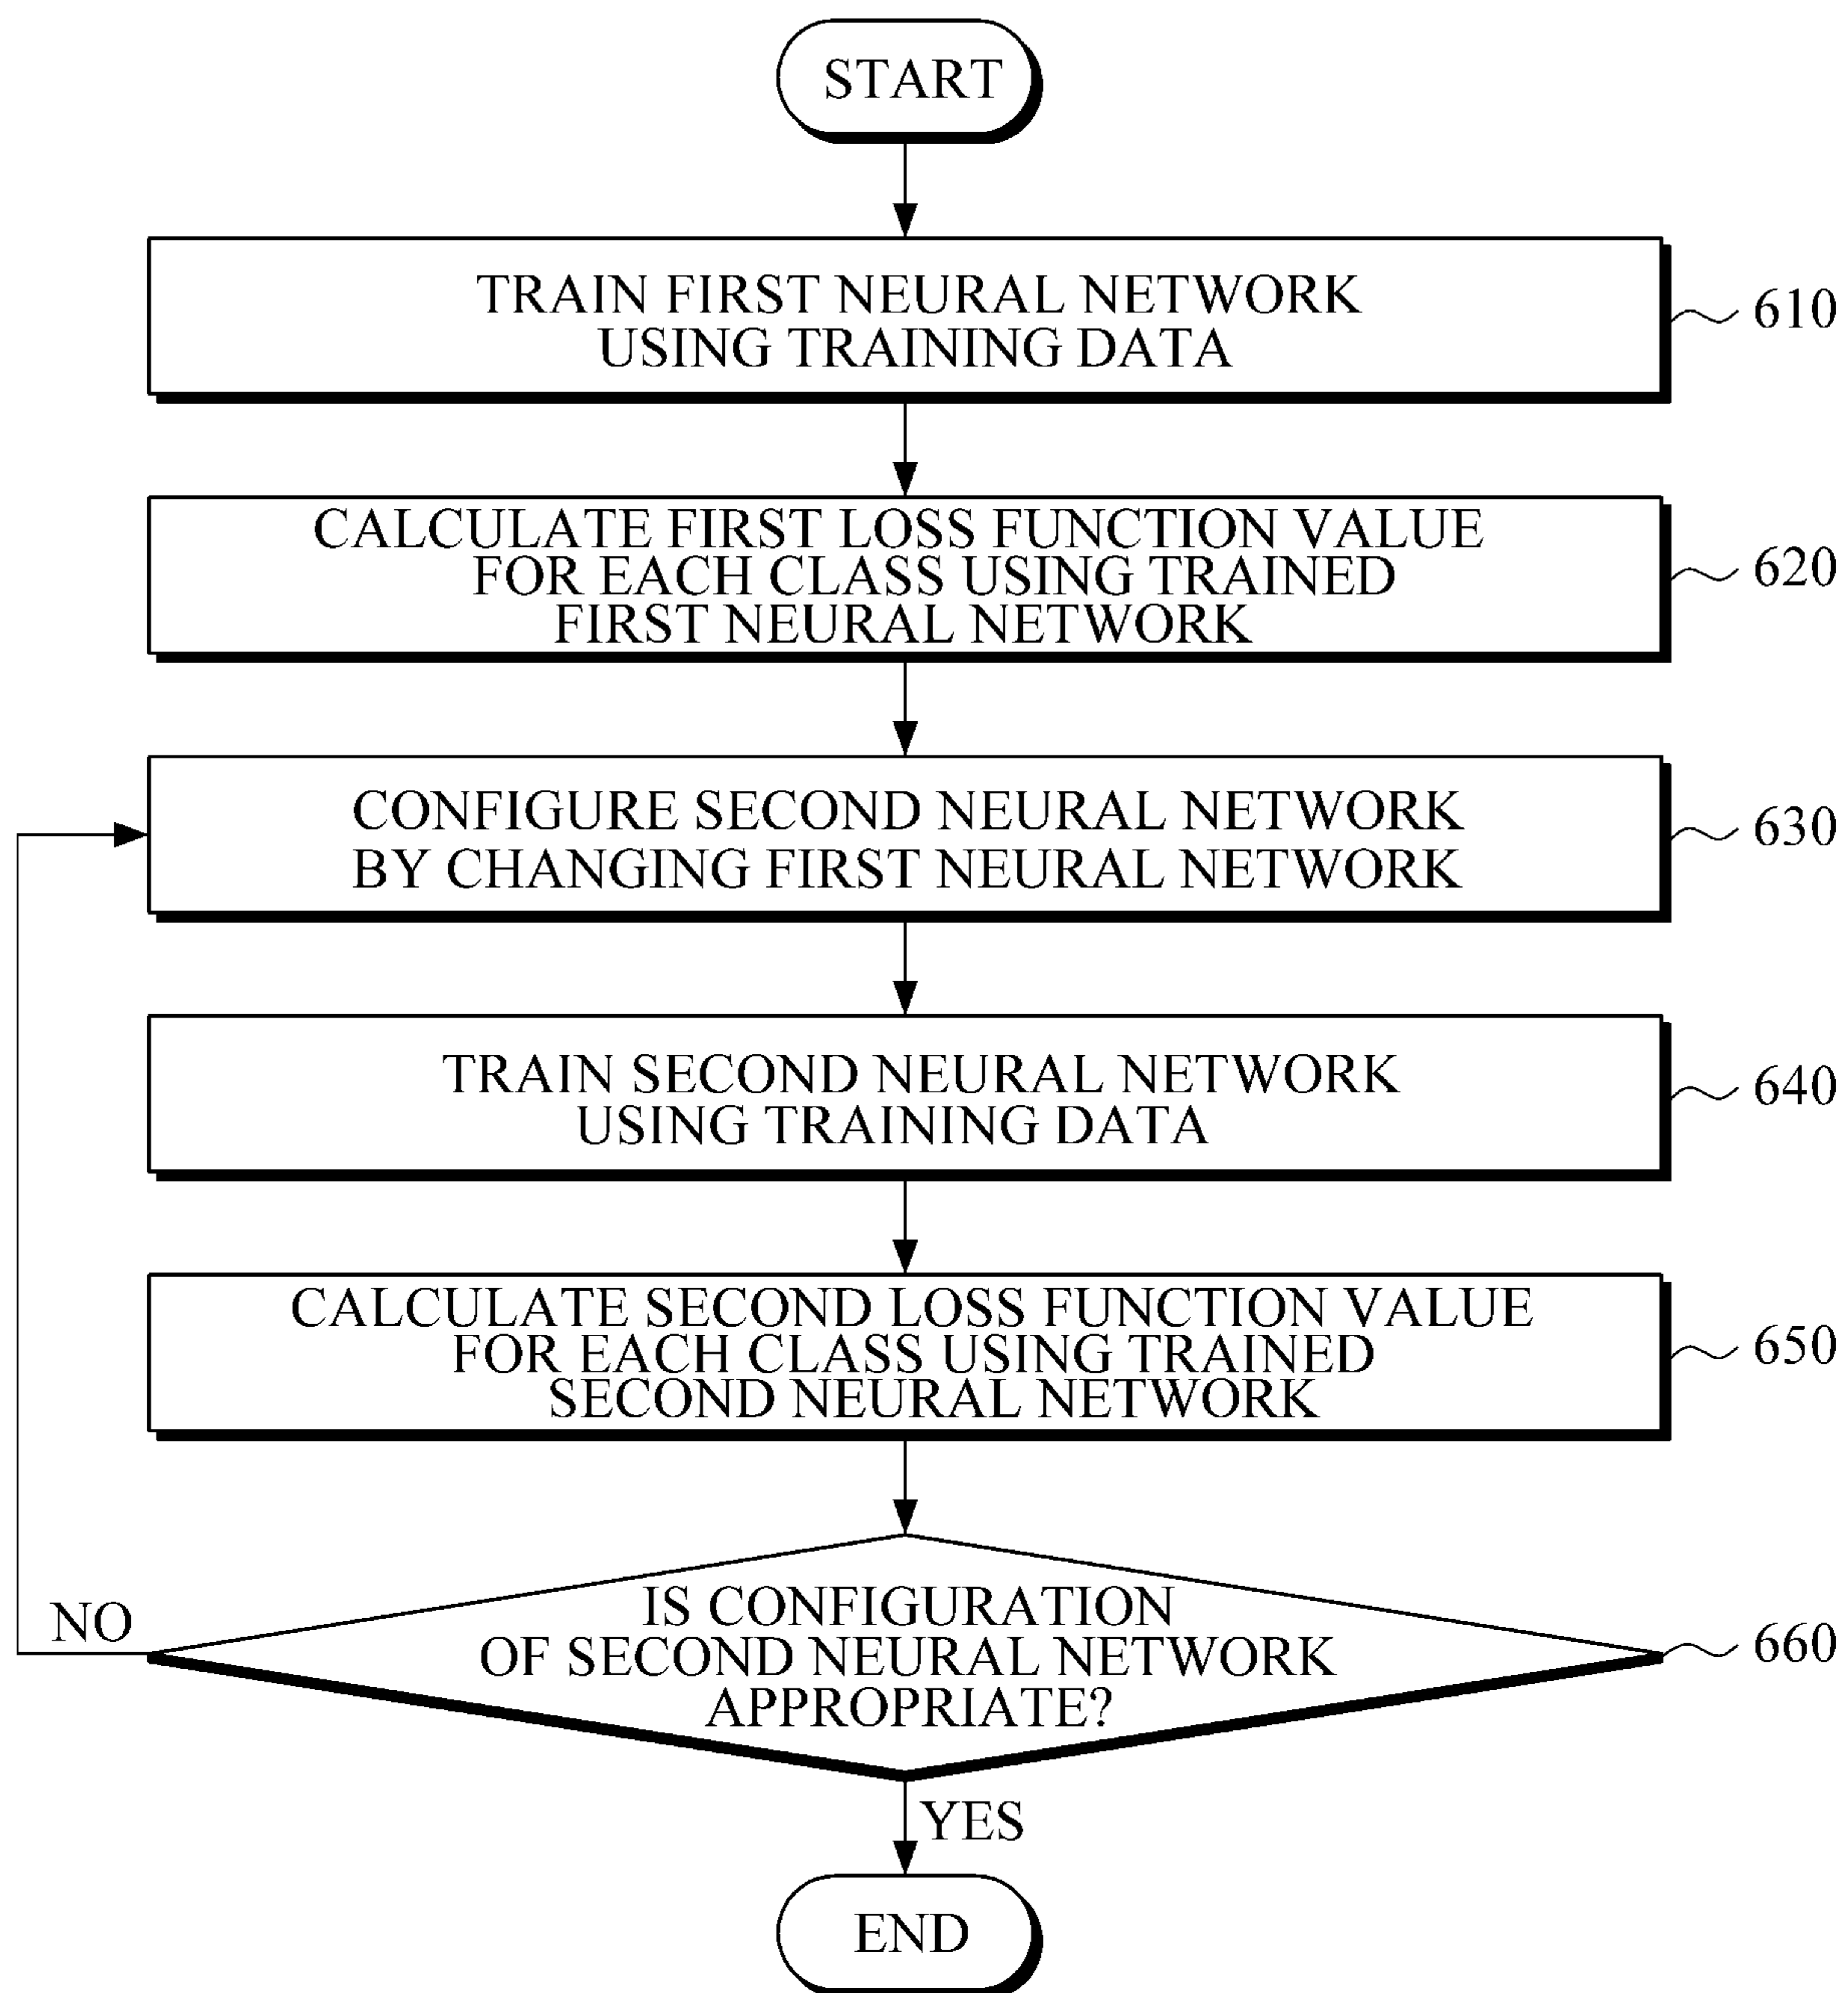 START
TRAIN FIRST NEURAL NETWORK
USING TRAINING DATA
610
CALCULATE FIRST LOSS FUNCTION VALUE
FOR EACH CLASS USING TRAINED
FIRST NEURAL NETWORK
620
CONFIGURE SECOND NEURAL NETWORK
BY CHANGING FIRST NEURAL NETWORK
630
TRAIN SECOND NEURAL NETWORK
USING TRAINING DATA
640
CALCULATE SECOND LOSS FUNCTION VALUE
FOR EACH CLASS USING TRAINED
SECOND NEURAL NETWORK
650
IS CONFIGURATION
OF SECOND NEURAL NETWORK
APPROPRIATE?
660
NO
YES
END